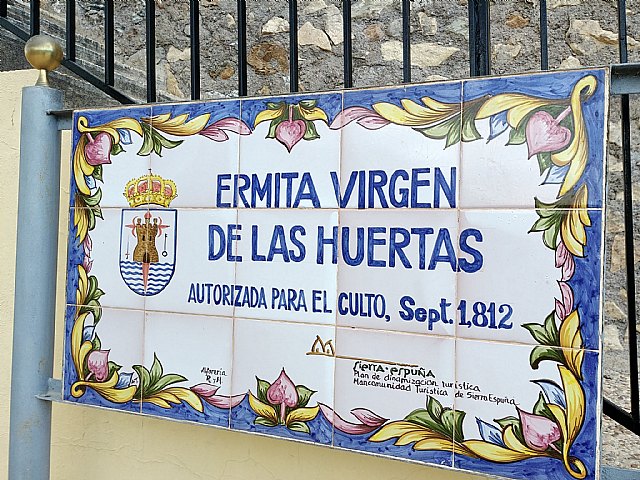 ERMITA VIRGEN
DE LAS HUERTAS
AUTORIZADA PARA EL CULTO, Sept. 1,812
Alfarería
R y M
Sierra espuña
Plan de dinamización turística
Mancomunidad Turística de Sierra Espuña